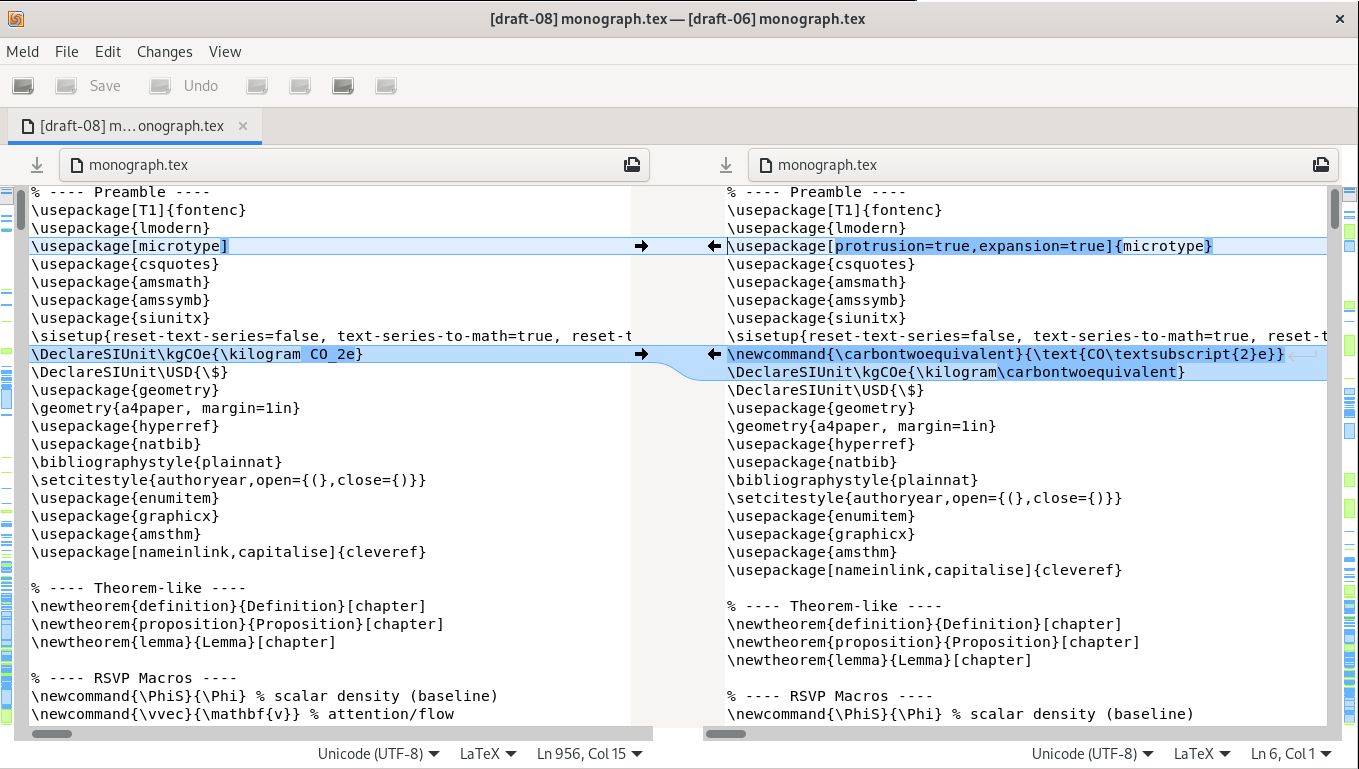 [draft-08] monograph.tex — [draft-06] monograph.tex
Meld File Edit Changes View
Save Undo
[draft-08] m…onograph.tex
monograph.tex
% ---- Preamble ----
\usepackage[T1]{fontenc}
\usepackage{lmodern}
\usepackage[microtype]
\usepackage{csquotes}
\usepackage{amsmath}
\usepackage{amssymb}
\usepackage{siunitx}
\sisetup{reset-text-series=false, text-series-to-math=true, reset-t
\DeclareSIUnit\kgCOe{\kilogram CO_2e}
\DeclareSIUnit\USD{\$}
\usepackage{geometry}
\geometry{a4paper, margin=1in}
\usepackage{hyperref}
\usepackage{natbib}
\bibliographystyle{plainnat}
\setcitestyle{authoryear,open={(},close={)}}
\usepackage{enumitem}
\usepackage{graphicx}
\usepackage{amsthm}
\usepackage[nameinlink,capitalise]{cleveref}
% ---- Theorem-like ----
\newtheorem{definition}{Definition}[chapter]
\newtheorem{proposition}{Proposition}[chapter]
\newtheorem{lemma}{Lemma}[chapter]
% ---- RSVP Macros ----
\newcommand{\PhiS}{\Phi} % scalar density (baseline)
\newcommand{\vvec}{\mathbf{v}} % attention/flow
Unicode (UTF-8) LaTeX Ln 956, Col 15
monograph.tex
% ---- Preamble ----
\usepackage[T1]{fontenc}
\usepackage{lmodern}
\usepackage[protrusion=true,expansion=true]{microtype}
\usepackage{csquotes}
\usepackage{amsmath}
\usepackage{amssymb}
\usepackage{siunitx}
\sisetup{reset-text-series=false, text-series-to-math=true, reset-t
\newcommand{\carbontwoequivalent}{\text{CO\textsubscript{2}e}}
\DeclareSIUnit\kgCOe{\kilogram\carbontwoequivalent}
\DeclareSIUnit\USD{\$}
\usepackage{geometry}
\geometry{a4paper, margin=1in}
\usepackage{hyperref}
\usepackage{natbib}
\bibliographystyle{plainnat}
\setcitestyle{authoryear,open={(},close={)}}
\usepackage{enumitem}
\usepackage{graphicx}
\usepackage{amsthm}
\usepackage[nameinlink,capitalise]{cleveref}
% ---- Theorem-like ----
\newtheorem{definition}{Definition}[chapter]
\newtheorem{proposition}{Proposition}[chapter]
\newtheorem{lemma}{Lemma}[chapter]
% ---- RSVP Macros ----
\newcommand{\PhiS}{\Phi} % scalar density (baseline)
Unicode (UTF-8) LaTeX Ln 6, Col 1